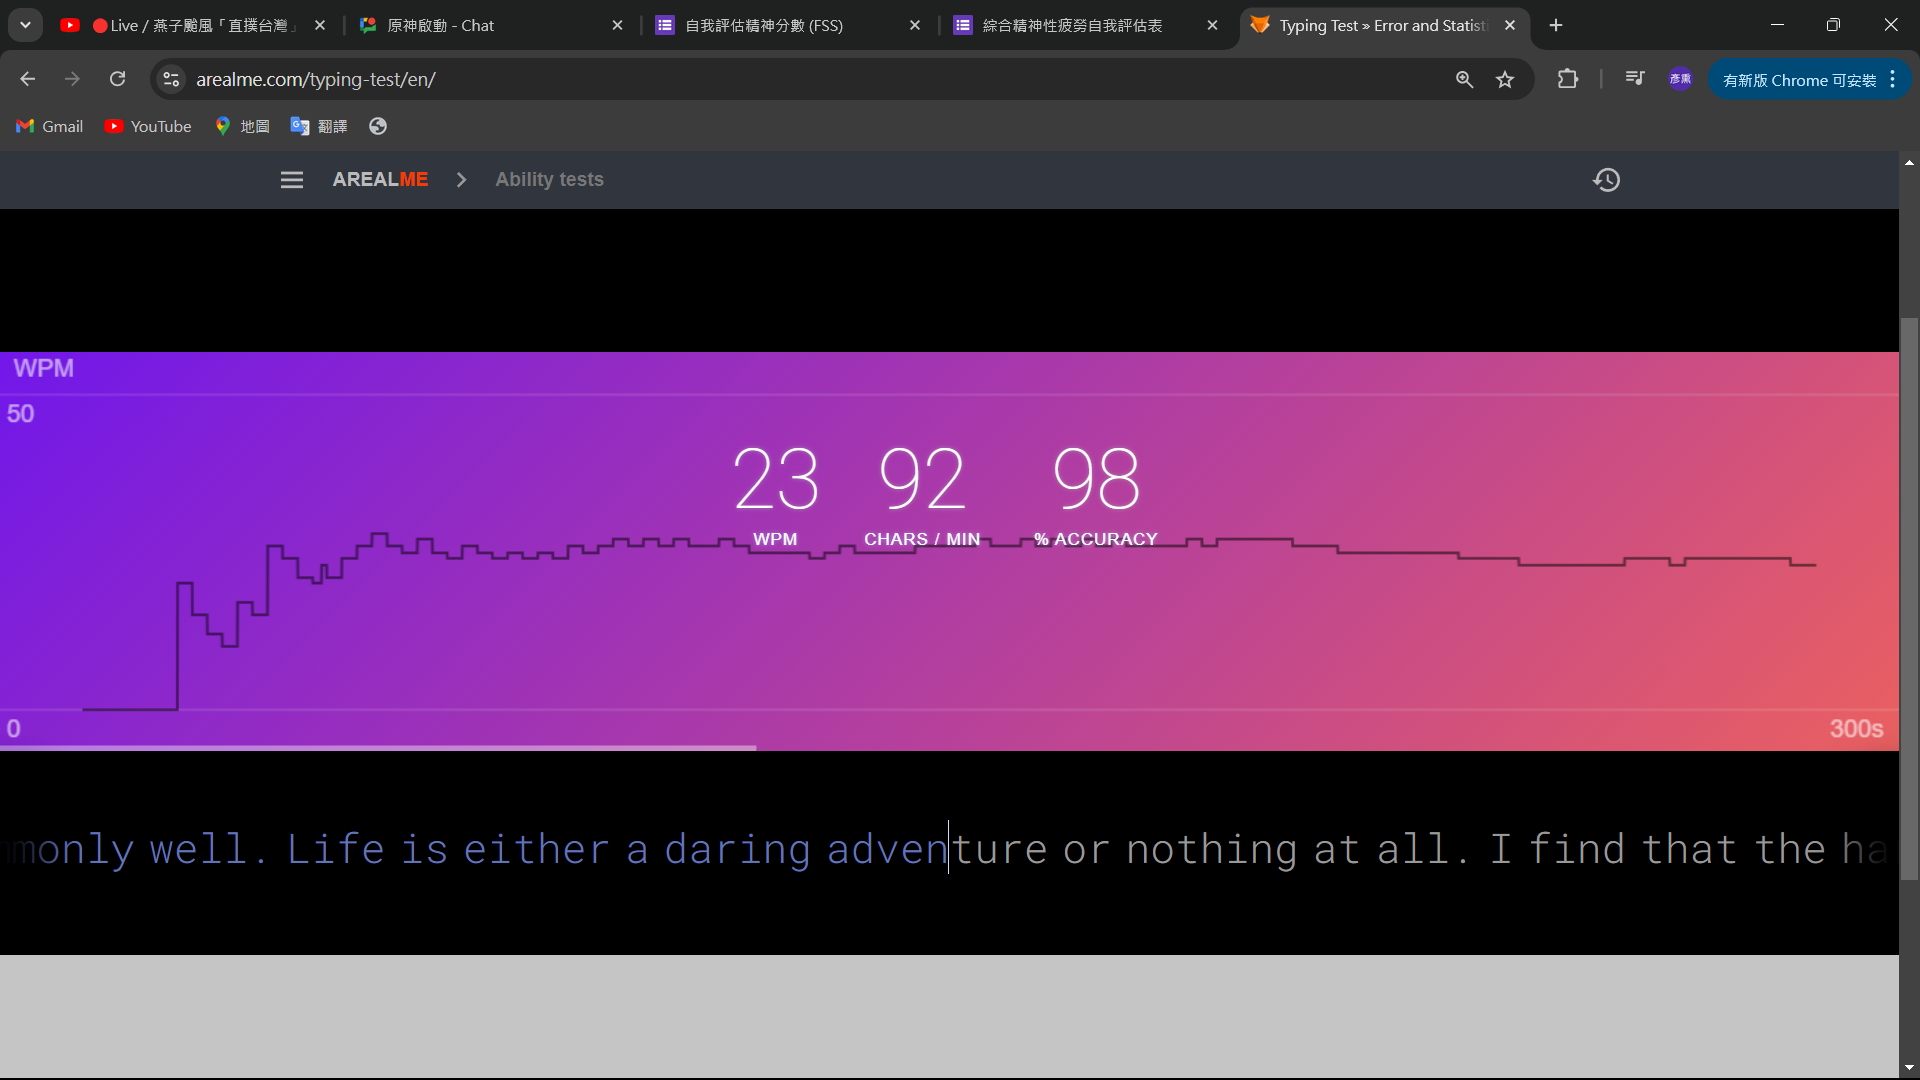 Live / 燕子颱風「直撲台灣」
原神啟動 - Chat
自我評估精神分數 (FSS)
綜合精神性疲勞自我評估表
Typing Test » Error and Statisti
arealme.com/typing-test/en/
彥熏
有新版 Chrome 可安裝
Gmail
YouTube
地圖
翻譯
AREALME
Ability tests
WPM
50
23 92 98
WPM CHARS / MIN % ACCURACY
0
300s
mmonly well. Life is either a daring adventure or nothing at all. I find that the ha